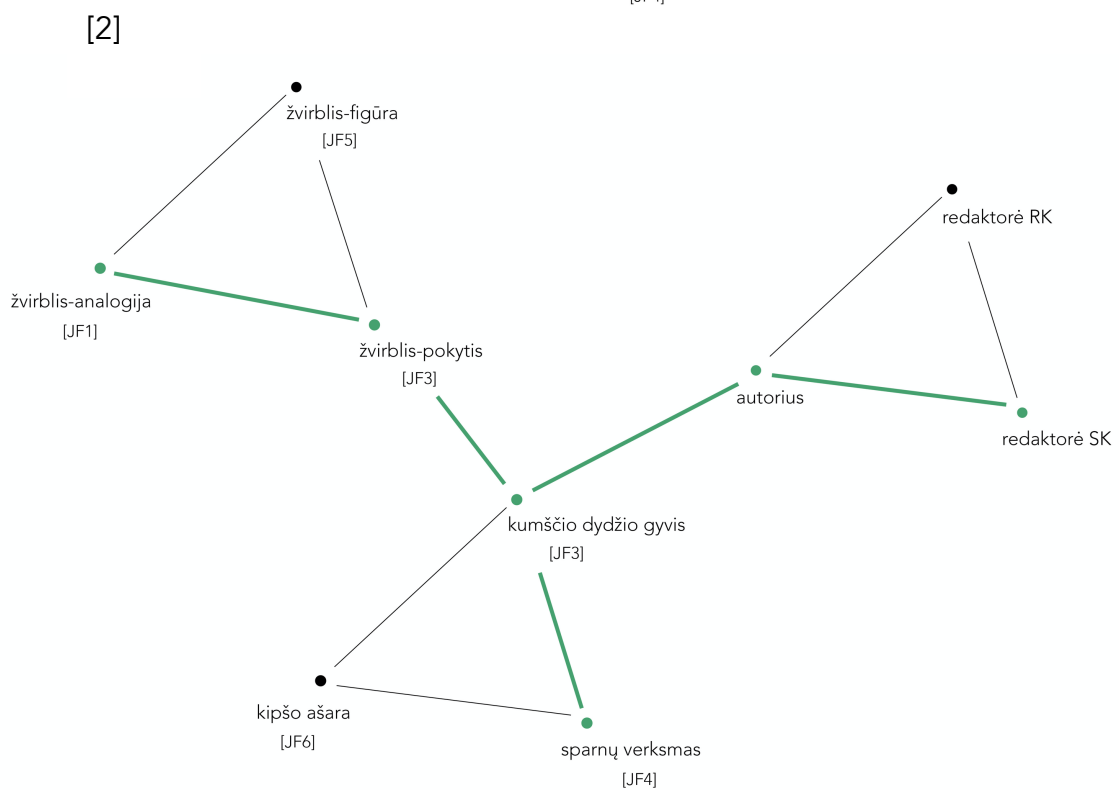 [2]
žvirblis-figūra
[JF5]
redaktorė RK
žvirblis-analogija
[JF1]
žvirblis-pokytis
[JF3]
autorius
redaktorė SK
kumščio dydžio gyvis
[JF3]
kipšo ašara
[JF6]
sparnų verksmas
[JF4]